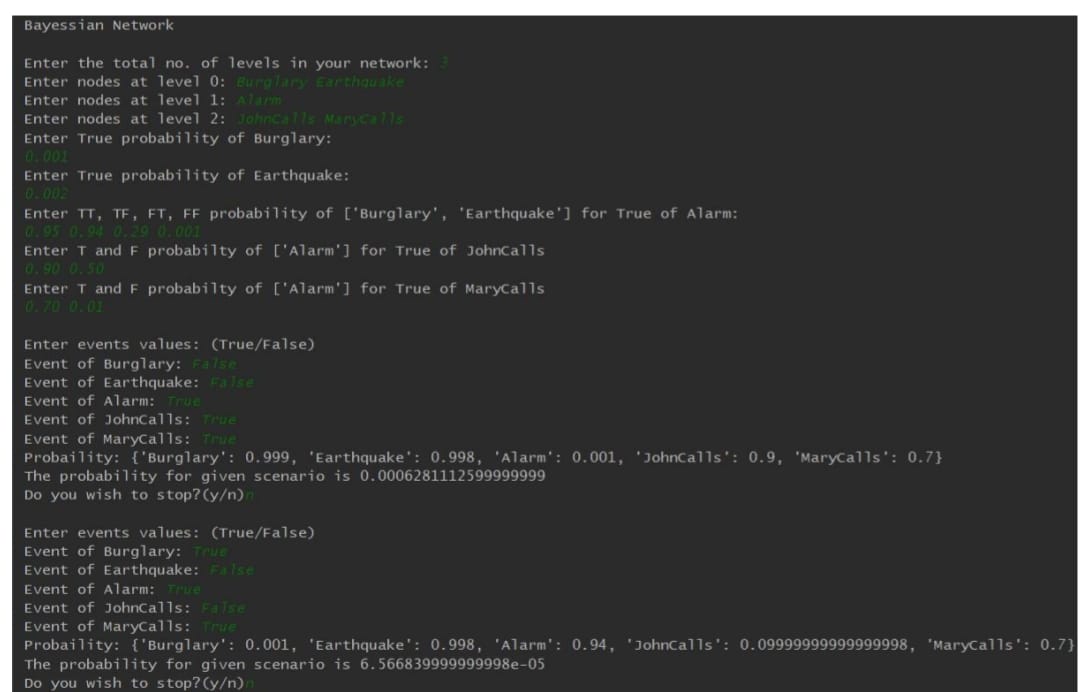 Bayessian Network
Enter the total no. of levels in your network: 3
Enter nodes at level 0: Burglary Earthquake
Enter nodes at level 1: Alarm
Enter nodes at level 2: JohnCalls MaryCalls
Enter True probability of Burglary:
0.001
Enter True probability of Earthquake:
0.002
Enter TT, TF, FT, FF probability of ['Burglary', 'Earthquake'] for True of Alarm:
0.95 0.94 0.29 0.001
Enter T and F probabilty of ['Alarm'] for True of JohnCalls
0.90 0.50
Enter T and F probabilty of ['Alarm'] for True of MaryCalls
0.70 0.01
Enter events values: (True/False)
Event of Burglary: False
Event of Earthquake: False
Event of Alarm: True
Event of JohnCalls: True
Event of MaryCalls: True
Probaility: {'Burglary': 0.999, 'Earthquake': 0.998, 'Alarm': 0.001, 'JohnCalls': 0.9, 'MaryCalls': 0.7}
The probability for given scenario is 0.0006281112599999999
Do you wish to stop?(y/n)n
Enter events values: (True/False)
Event of Burglary: True
Event of Earthquake: False
Event of Alarm: True
Event of JohnCalls: False
Event of MaryCalls: True
Probaility: {'Burglary': 0.001, 'Earthquake': 0.998, 'Alarm': 0.94, 'JohnCalls': 0.09999999999999998, 'MaryCalls': 0.7}
The probability for given scenario is 6.566839999999998e-05
Do you wish to stop?(y/n)n